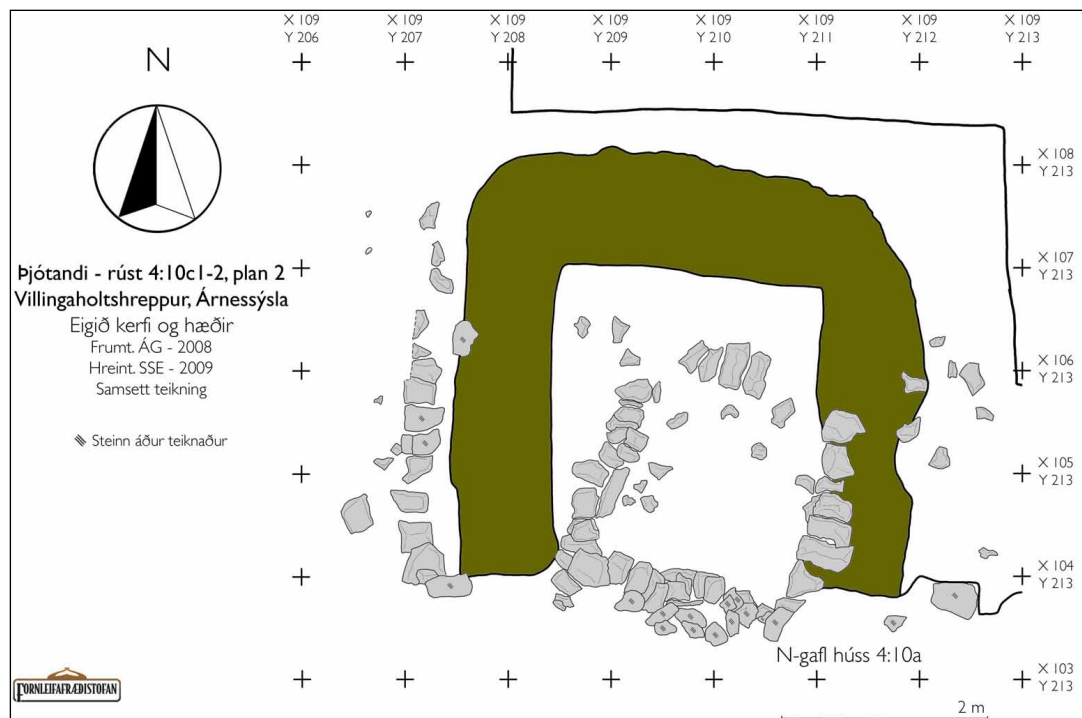 X 109
Y 206
X 109
Y 207
X 109
Y 208
X 109
Y 209
X 109
Y 210
X 109
Y 211
X 109
Y 212
X 109
Y 213
N
X 108
Y 213
X 107
Y 213
Þjótandi - rúst 4:10c1-2, plan 2
Villingaholtshreppur, Árnessýsla
Eigið kerfi og hæðir
Frumt. ÁG - 2008
Hreint. SSE - 2009
Samsett teikning
X 106
Y 213
Steinn áður teiknaður
X 105
Y 213
X 104
Y 213
N-gafl húss 4:10a
X 103
Y 213
FORNLEIFAFRÆÐISTOFAN
2 m